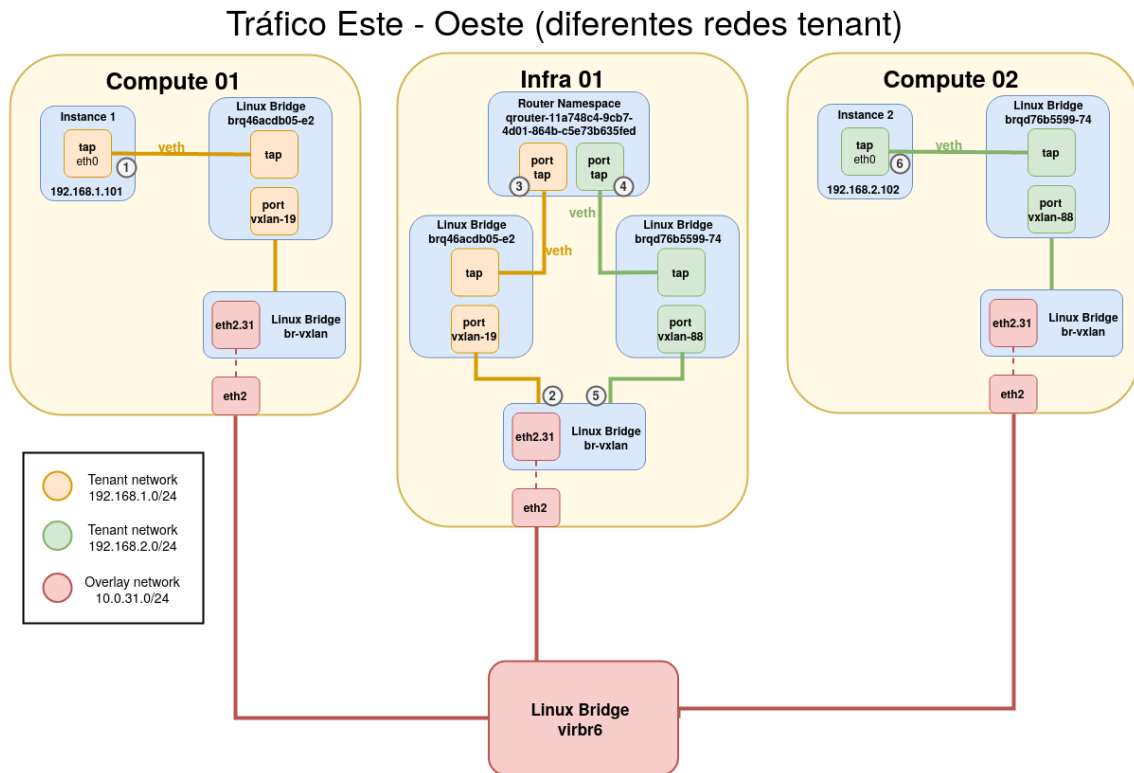 Tráfico Este - Oeste (diferentes redes tenant)
Compute 01
Instance 1
tap
eth0
1
192.168.1.101
veth
Linux Bridge
brq46acdb05-e2
tap
port
vxlan-19
eth2.31
Linux Bridge
br-vxlan
eth2
Infra 01
Router Namespace
qrouter-11a748c4-9cb7-
4d01-864b-c5e73b635fed
port
tap
3
port
tap
4
veth
veth
Linux Bridge
brq46acdb05-e2
tap
port
vxlan-19
Linux Bridge
brqd76b5599-74
tap
port
vxlan-88
2
5
eth2.31
Linux Bridge
br-vxlan
eth2
Compute 02
Instance 2
tap
eth0
6
192.168.2.102
veth
Linux Bridge
brqd76b5599-74
tap
port
vxlan-88
eth2.31
Linux Bridge
br-vxlan
eth2
Tenant network
192.168.1.0/24
Tenant network
192.168.2.0/24
Overlay network
10.0.31.0/24
Linux Bridge
virbr6